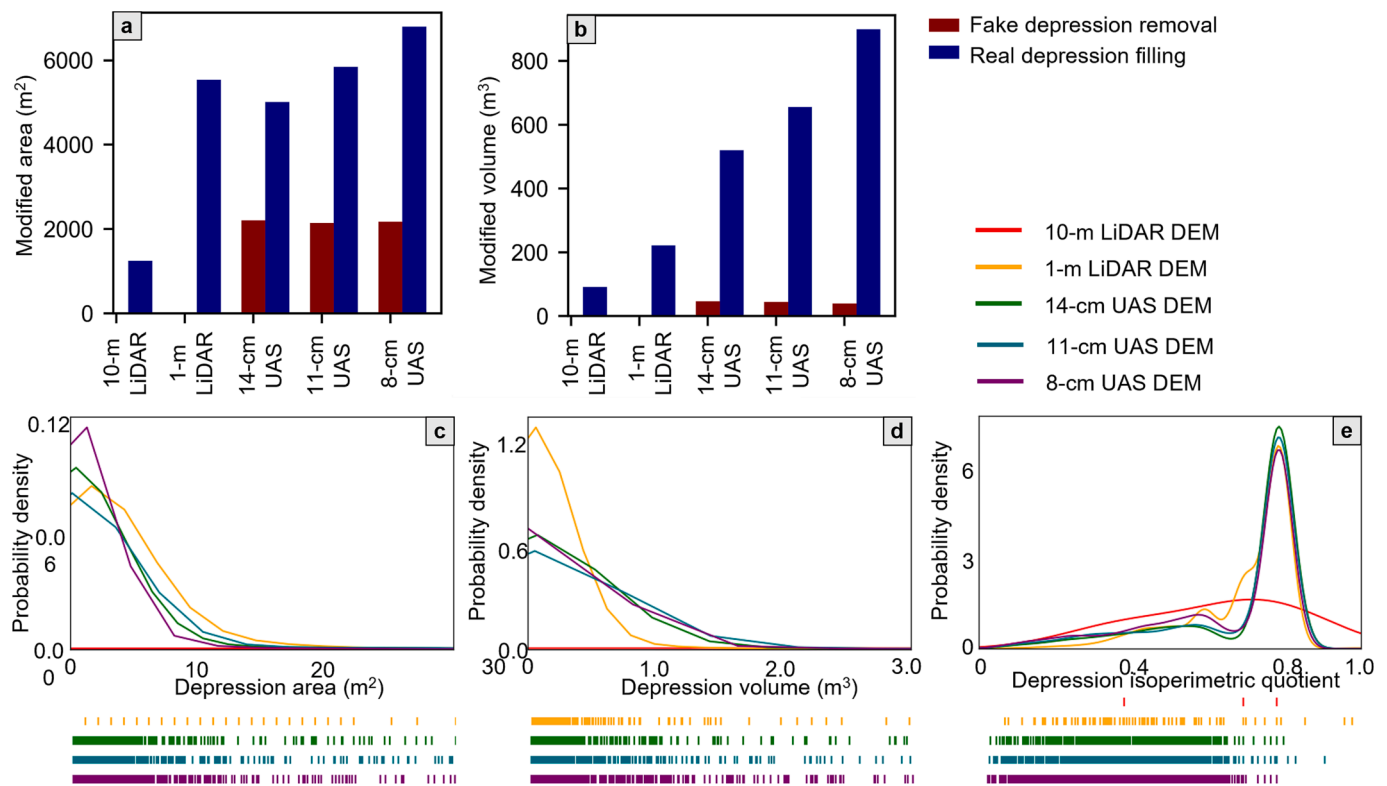 a
b
Fake depression removal
Real depression filling
Modified area (m²)
6000
4000
2000
0
10-m
LiDAR
1-m
LiDAR
14-cm
UAS
11-cm
UAS
8-cm
UAS
Modified volume (m³)
800
600
400
200
0
10-m
LiDAR
1-m
LiDAR
14-cm
UAS
11-cm
UAS
8-cm
UAS
10-m LiDAR DEM
1-m LiDAR DEM
14-cm UAS DEM
11-cm UAS DEM
8-cm UAS DEM
c
Probability density
0.12
0.0
6
0.0
0
10
20
30
0
Depression area (m²)
d
Probability density
1.2
0.6
0.0
0
1.0
2.0
3.0
Depression volume (m³)
e
Probability density
6
3
0
0
0.4
0.8
1.0
Depression isoperimetric quotient